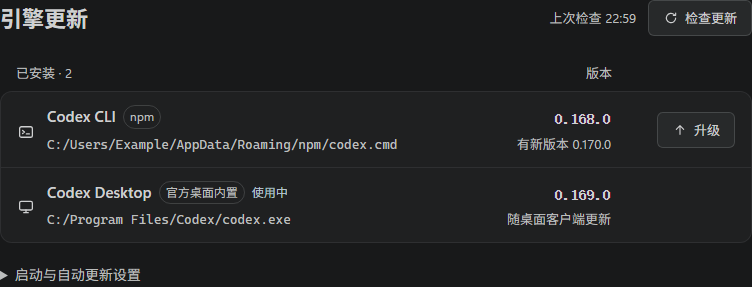 引擎更新
上次检查 22:59
检查更新
已安装 · 2
版本
Codex CLI npm
0.168.0
C:/Users/Example/AppData/Roaming/npm/codex.cmd
有新版本 0.170.0
升级
Codex Desktop 官方桌面内置 使用中
0.169.0
C:/Program Files/Codex/codex.exe
随桌面客户端更新
启动与自动更新设置